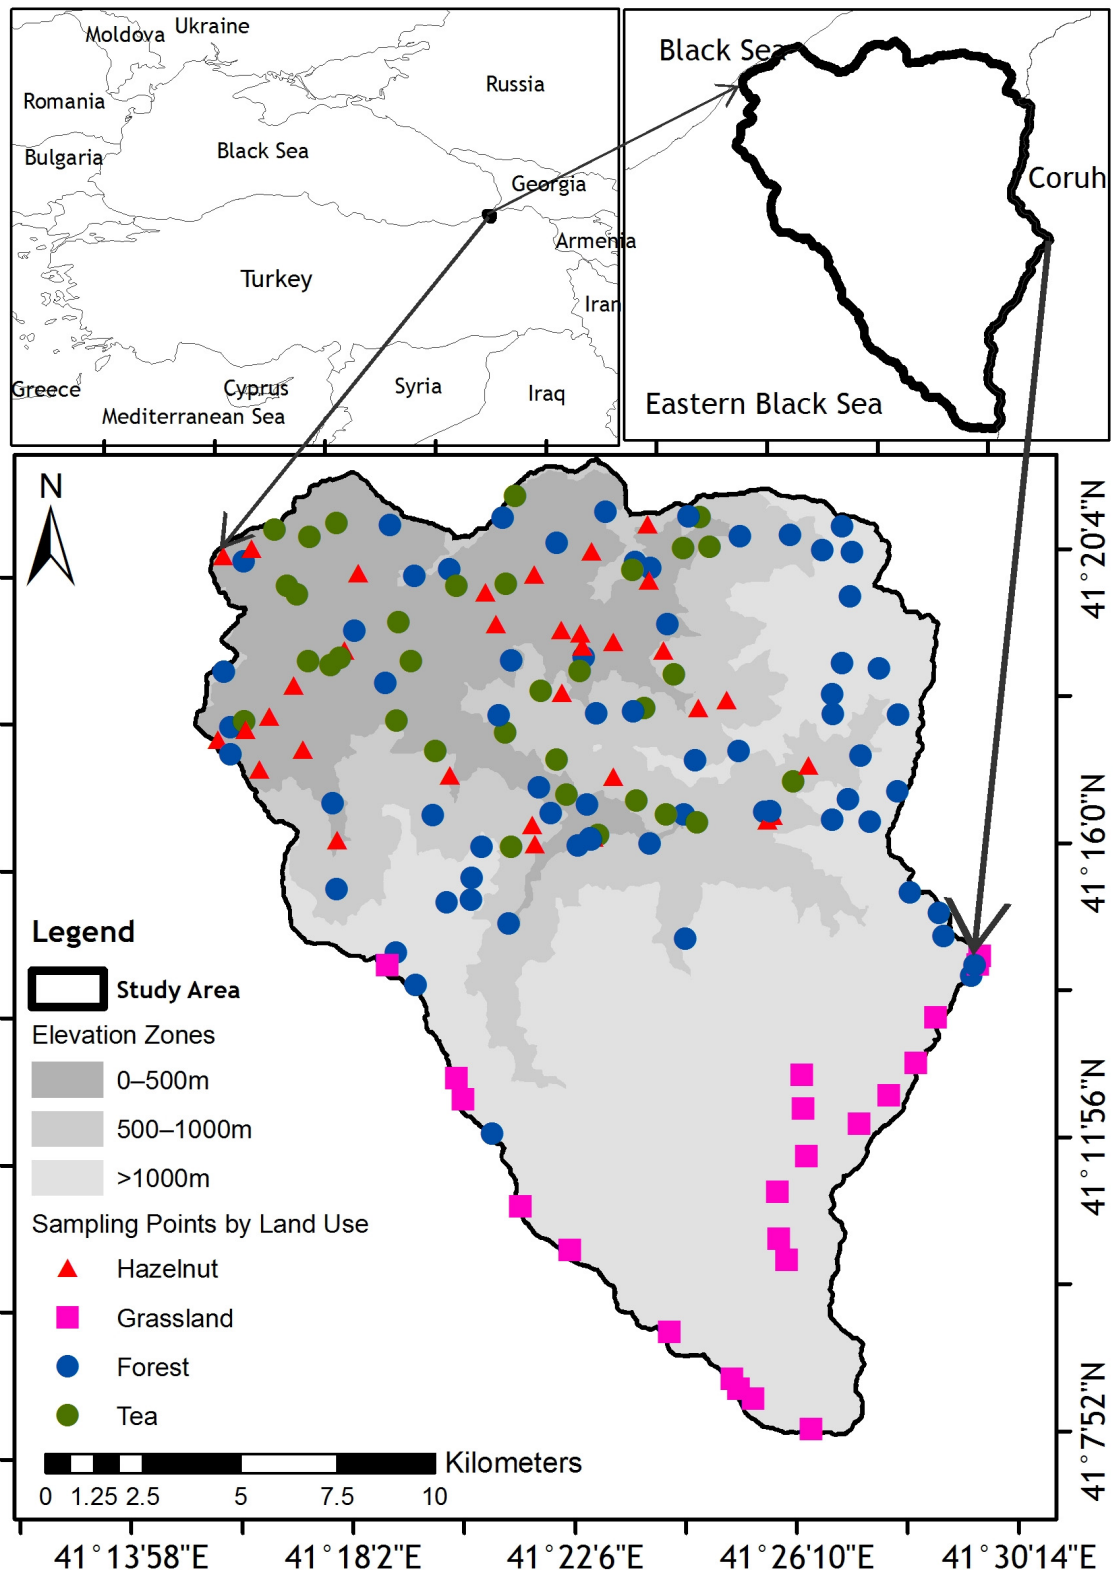 Moldova
Ukraine
Russia
Romania
Bulgaria
Black Sea
Georgia
Armenia
Turkey
Iran
Greece
Cyprus
Syria
Iraq
Mediterranean Sea
Black Sea
Coruh
Eastern Black Sea
N
Legend
Study Area
Elevation Zones
0–500m
500–1000m
>1000m
Sampling Points by Land Use
Hazelnut
Grassland
Forest
Tea
Kilometers
0 1.25 2.5 5 7.5 10
41°20'4"N
41°16'0"N
41°11'56"N
41°7'52"N
41°13'58"E 41°18'2"E 41°22'6"E 41°26'10"E 41°30'14"E